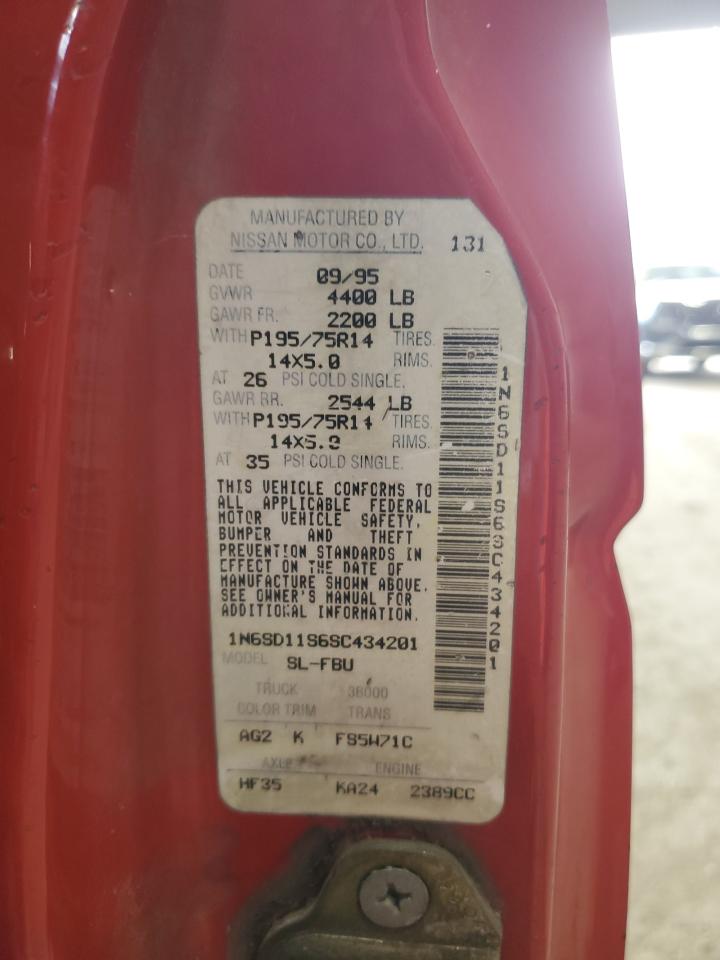 MANUFACTURED BY
NISSAN MOTOR CO., LTD. 131
DATE 09/95
GVWR 4400 LB
GAWR FR. 2200 LB
WITH P195/75R14 TIRES.
14X5.0 RIMS.
AT 26 PSI COLD SINGLE.
GAWR RR. 2544 LB
WITH P195/75R14 TIRES.
14X5.0 RIMS.
AT 35 PSI COLD SINGLE.
THIS VEHICLE CONFORMS TO
ALL APPLICABLE FEDERAL
MOTOR VEHICLE SAFETY,
BUMPER AND THEFT
PREVENTION STANDARDS IN
EFFECT ON THE DATE OF
MANUFACTURE SHOWN ABOVE.
SEE OWNER'S MANUAL FOR
ADDITIONAL INFORMATION.
1N6SD11S6SC434201
MODEL SL-FBU
TRUCK 38000
COLOR TRIM TRANS
AG2 K FS5W71C
AXLE ENGINE
HF35 KA24 2389CC
1N6SD11S6SC434201